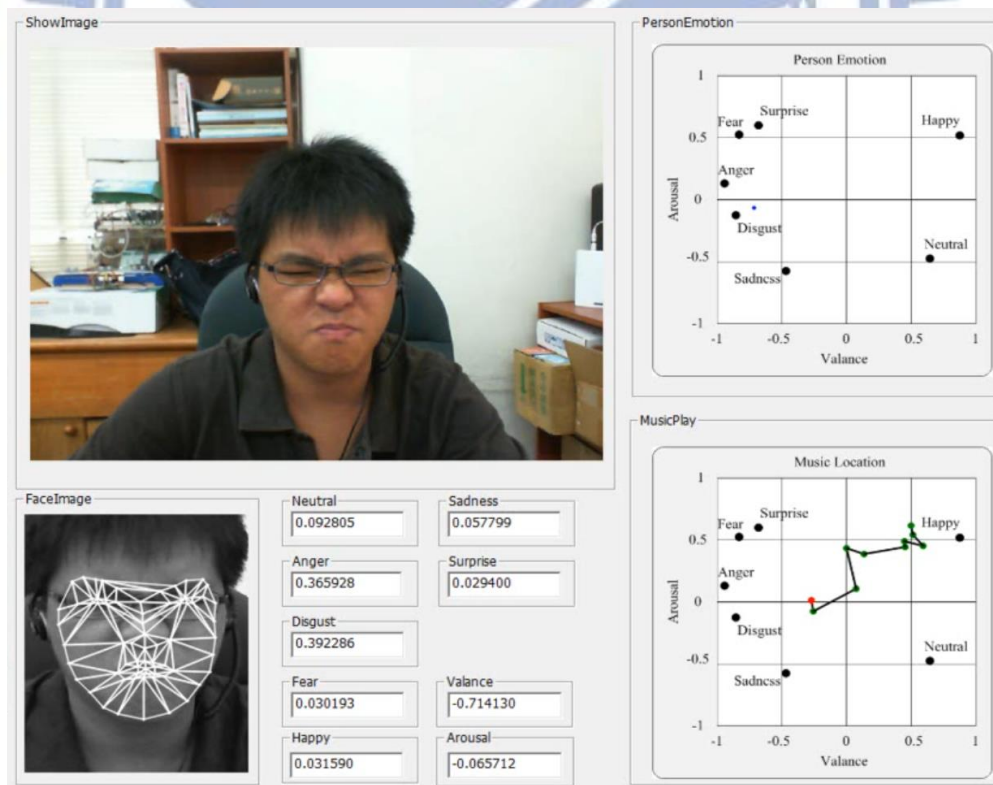 ShowImage
PersonEmotion
Person Emotion
1
Surprise
Fear
Happy
0.5
Anger
Arousal
0
Disgust
Neutral
-0.5
Sadness
-1
-1 -0.5 0 0.5 1
Valance
MusicPlay
Music Location
1
Surprise
Fear
Happy
0.5
Anger
Arousal
0
Disgust
Neutral
-0.5
Sadness
-1
-1 -0.5 0 0.5 1
Valance
FaceImage
Neutral
0.092805
Sadness
0.057799
Anger
0.365928
Surprise
0.029400
Disgust
0.392286
Fear
0.030193
Valance
-0.714130
Happy
0.031590
Arousal
-0.065712